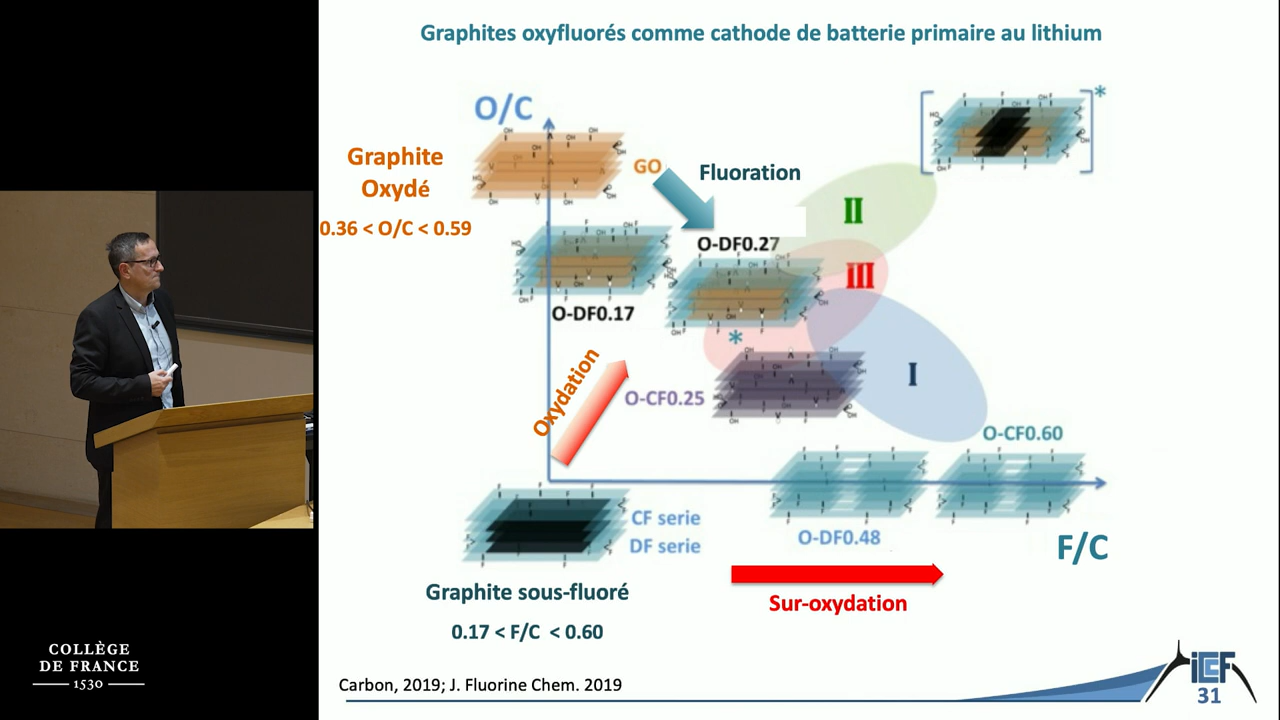 Graphites oxyfluorés comme cathode de batterie primaire au lithium
O/C
*
Graphite
Oxydé
0.36 < O/C < 0.59
GO
Fluoration
II
O-DF0.27
III
O-DF0.17
*
Oxydation
O-CF0.25
I
O-CF0.60
CF serie
DF serie
O-DF0.48
F/C
Graphite sous-fluoré
0.17 < F/C < 0.60
Sur-oxydation
COLLÈGE
DE FRANCE
1530
Carbon, 2019; J. Fluorine Chem. 2019
iCCF
31